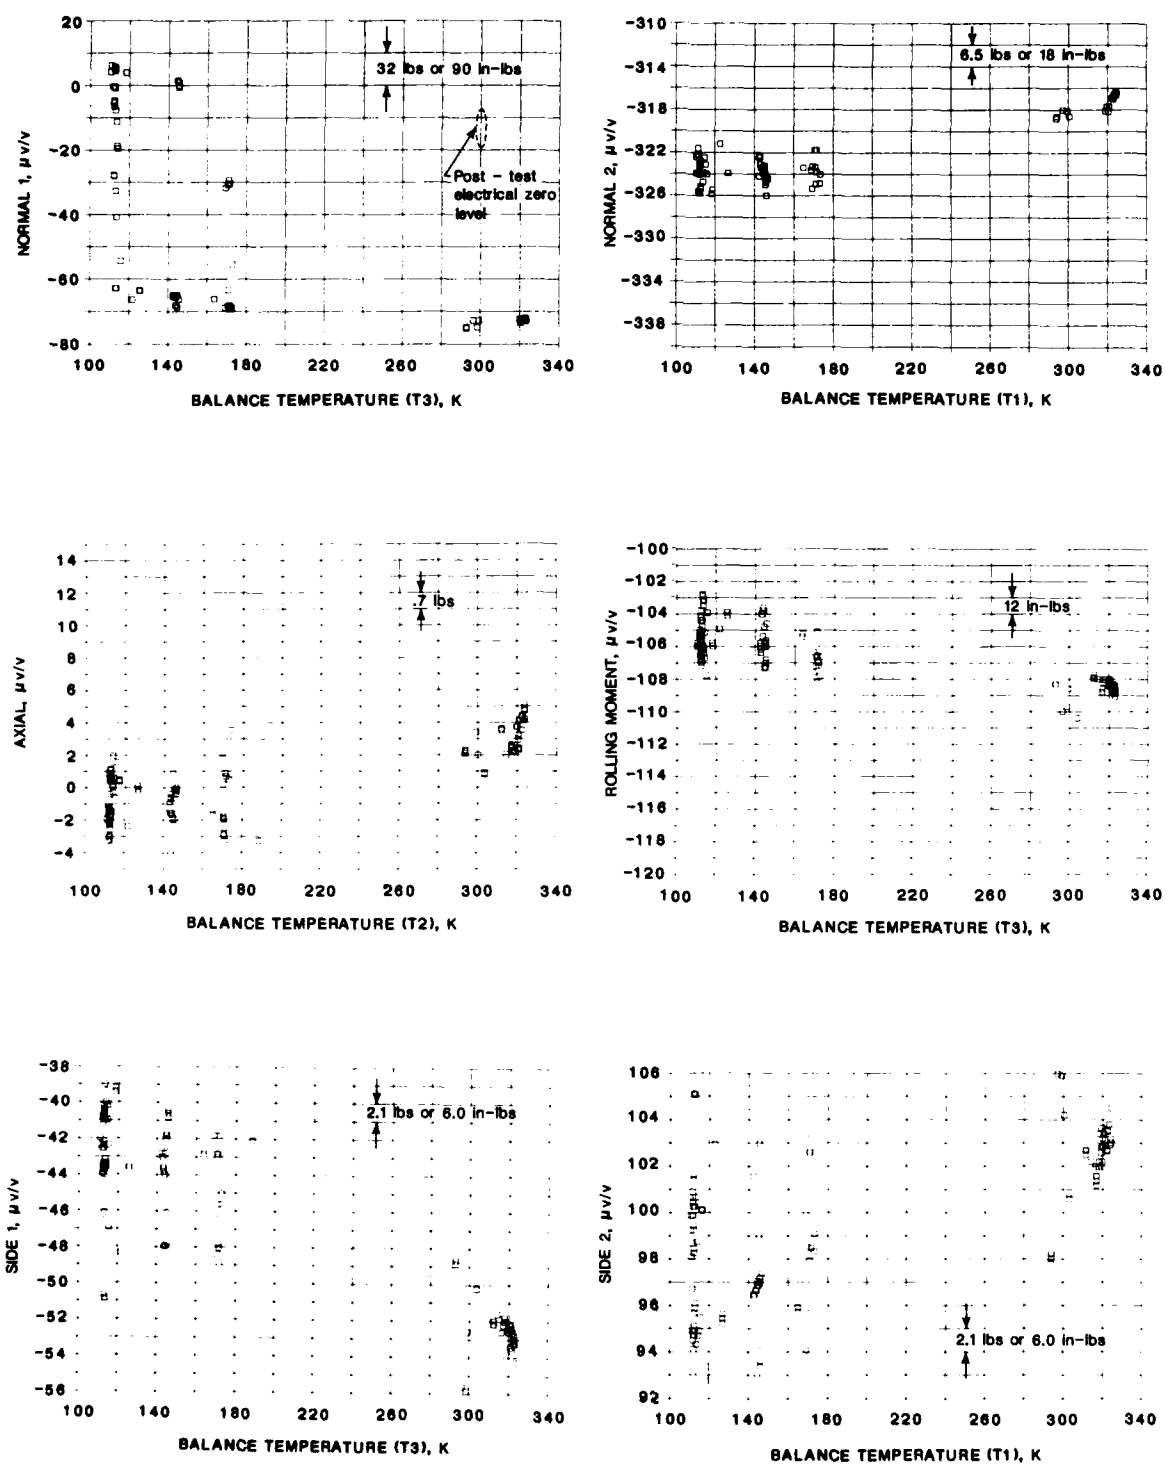 20
0
-20
-40
-60
-80
NORMAL 1, μv/v
32 lbs or 90 in-lbs
Post - test
electrical zero
level
100 140 180 220 260 300 340
BALANCE TEMPERATURE (T3), K
-310
-314
-318
-322
-326
-330
-334
-338
NORMAL 2, μv/v
6.5 lbs or 18 in-lbs
100 140 180 220 260 300 340
BALANCE TEMPERATURE (T1), K
14
12
10
8
6
4
2
0
-2
-4
AXIAL, μv/v
.7 lbs
100 140 180 220 260 300 340
BALANCE TEMPERATURE (T2), K
-100
-102
-104
-106
-108
-110
-112
-114
-116
-118
-120
ROLLING MOMENT, μv/v
12 in-lbs
100 140 180 220 260 300 340
BALANCE TEMPERATURE (T3), K
-38
-40
-42
-44
-46
-48
-50
-52
-54
-56
SIDE 1, μv/v
2.1 lbs or 6.0 in-lbs
100 140 180 220 260 300 340
BALANCE TEMPERATURE (T3), K
106
104
102
100
98
96
94
92
SIDE 2, μv/v
2.1 lbs or 6.0 in-lbs
100 140 180 220 260 300 340
BALANCE TEMPERATURE (T1), K